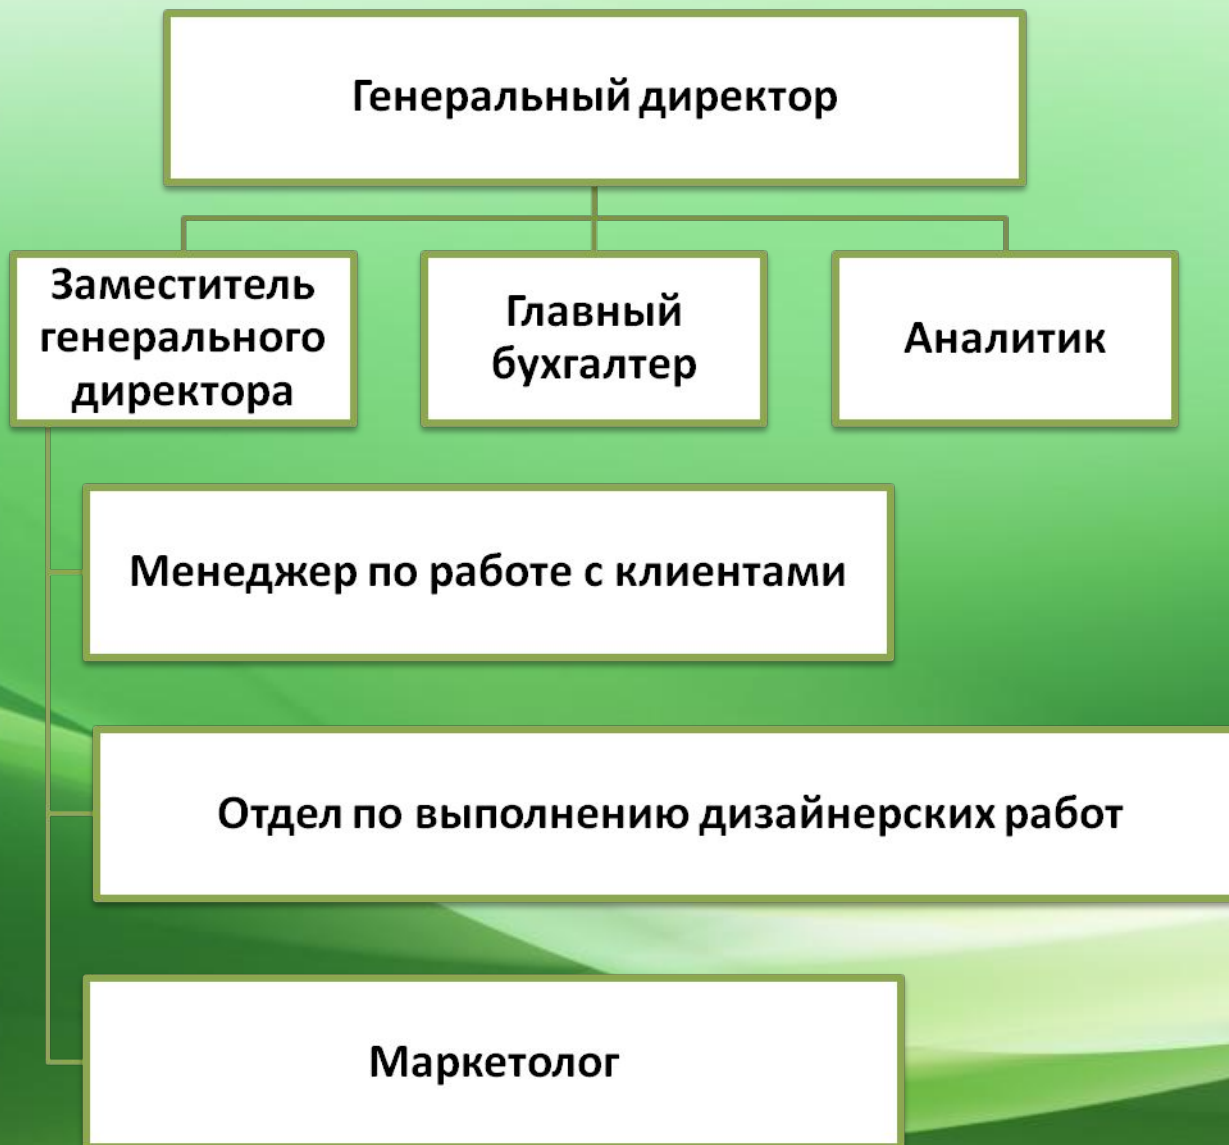 Генеральный директор
Заместитель
генерального
директора
Главный
бухгалтер
Аналитик
Менеджер по работе с клиентами
Отдел по выполнению дизайнерских работ
Маркетолог